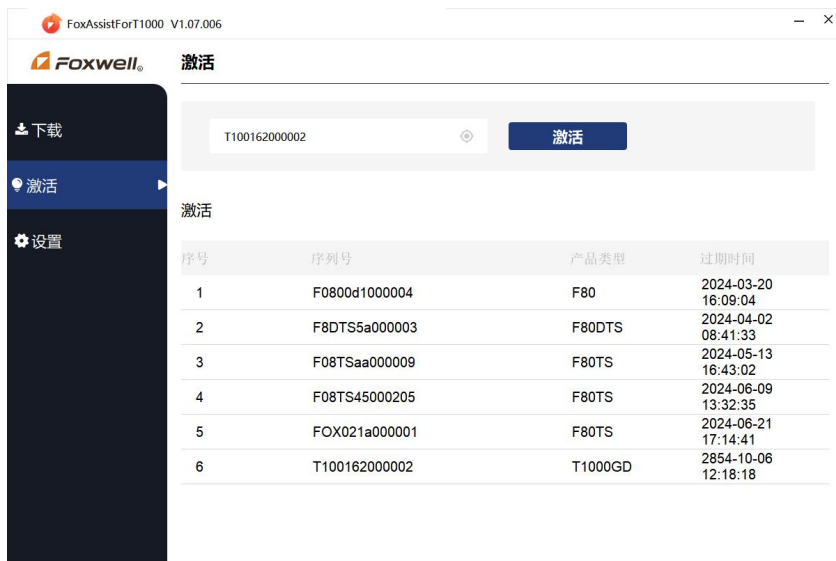 FoxAssistForT1000 V1.07.006
Foxwell®
激活
下载
T100162000002
激活
激活
激活
设置
序号 序列号 产品类型 过期时间
1 F0800d1000004 F80 2024-03-20
16:09:04
2 F8DTS5a000003 F80DTS 2024-04-02
08:41:33
3 F08TSaa000009 F80TS 2024-05-13
16:43:02
4 F08TS45000205 F80TS 2024-06-09
13:32:35
5 FOX021a000001 F80TS 2024-06-21
17:14:41
6 T100162000002 T1000GD 2854-10-06
12:18:18